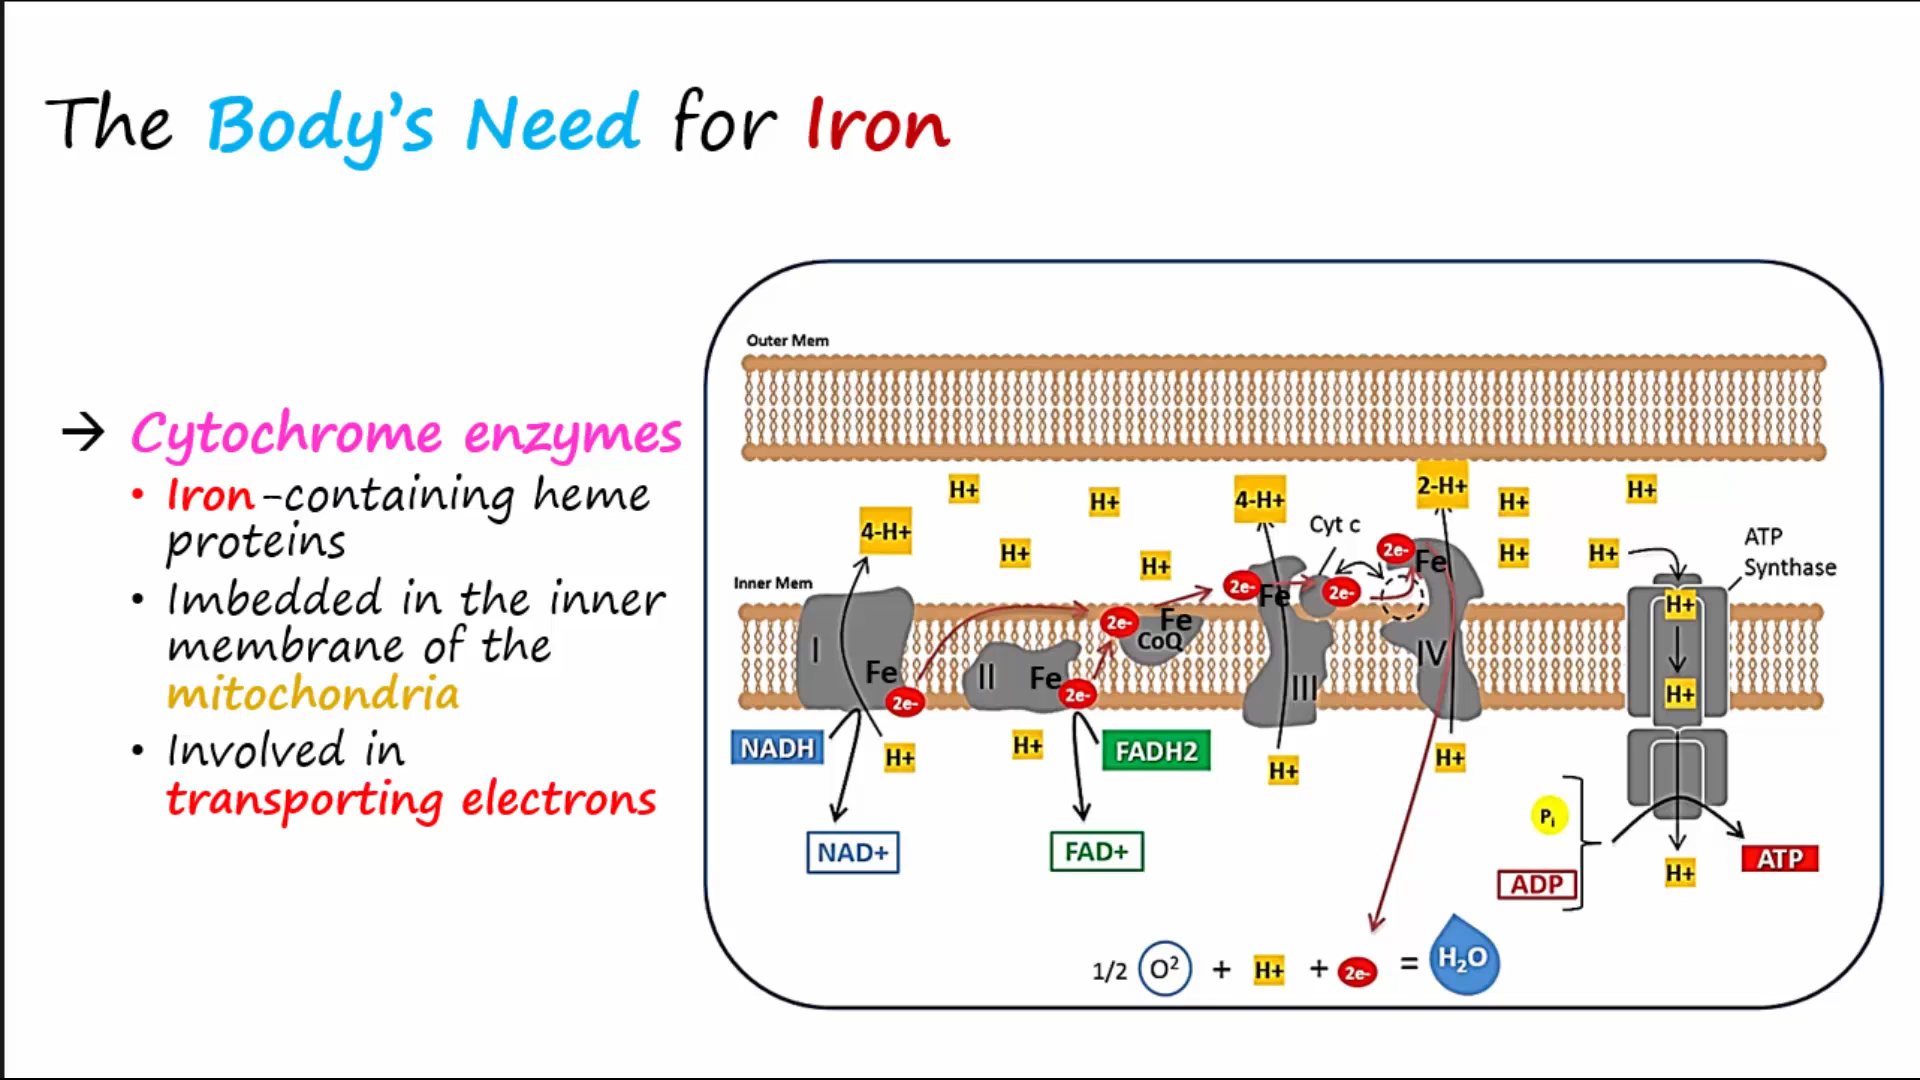 The Body's Need for Iron
→ Cytochrome enzymes
• Iron-containing heme
proteins
• Imbedded in the inner
membrane of the
mitochondria
• Involved in
transporting electrons
Outer Mem
H+ H+ 4-H+ 2-H+ H+ H+
4-H+ H+ H+ Cyt c 2e- Fe H+ H+ ATP
Synthase
Inner Mem
2e- Fe 2e- H+
2e- Fe
CoQ
I Fe 2e- II Fe 2e- III IV H+
NADH H+ H+ FADH2 H+ H+
NAD+ FAD+
Pi
ADP H+ ATP
1/2 O² + H+ + 2e- = H₂O